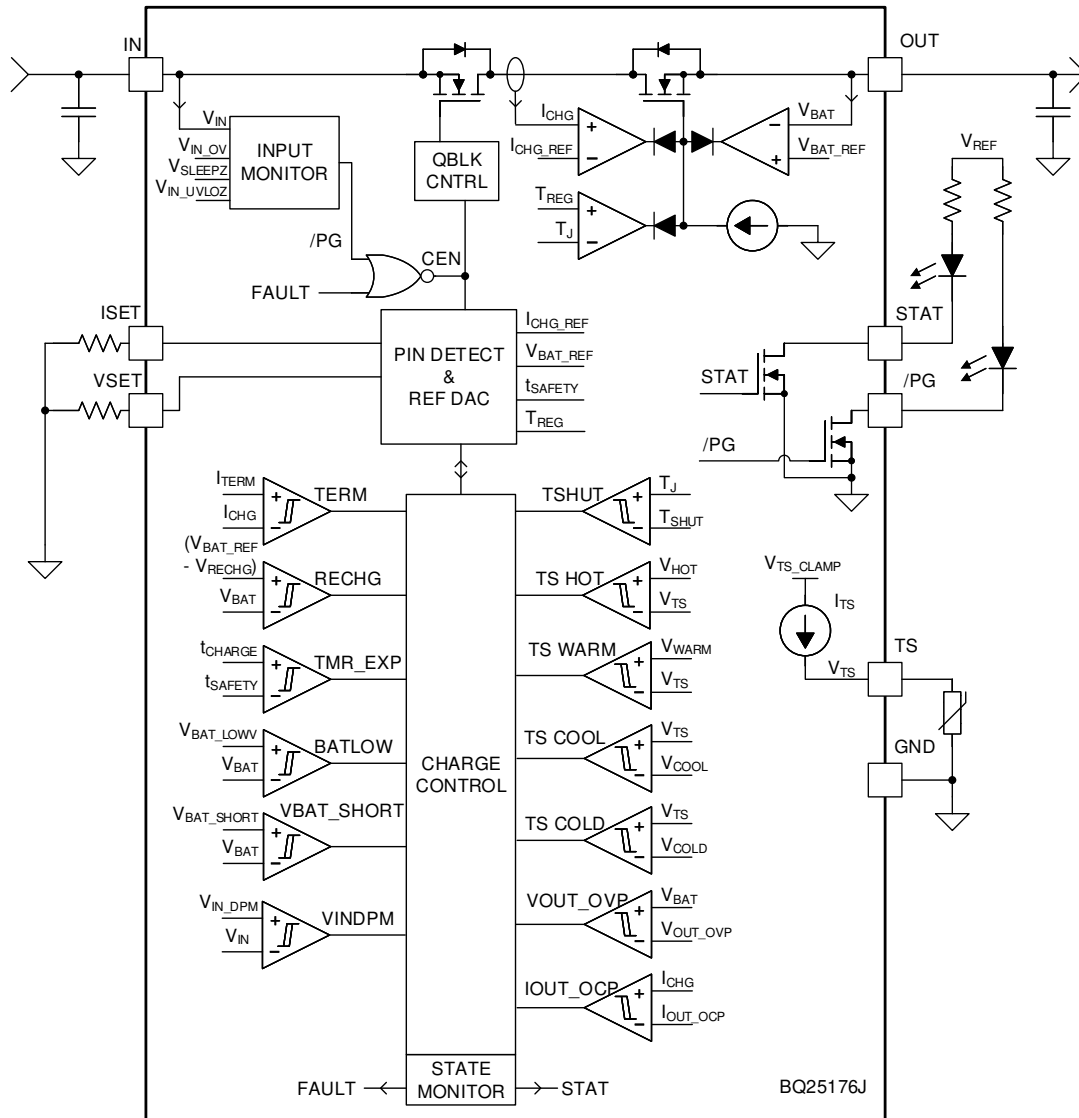 IN
OUT
V_IN
V_IN_OV
V_SLEEPZ
V_IN_UVLOZ
INPUT
MONITOR
QBLK
CNTRL
I_CHG
I_CHG_REF
V_BAT
V_BAT_REF
T_REG
T_J
V_REF
/PG
CEN
FAULT
ISET
VSET
PIN DETECT
&
REF DAC
I_CHG_REF
V_BAT_REF
t_SAFETY
T_REG
STAT
STAT
/PG
/PG
I_TERM
I_CHG
TERM
(V_BAT_REF
- V_RECHG)
V_BAT
RECHG
t_CHARGE
t_SAFETY
TMR_EXP
V_BAT_LOWV
V_BAT
BATLOW
V_BAT_SHORT
V_BAT
VBAT_SHORT
V_IN_DPM
V_IN
VINDPM
CHARGE
CONTROL
TSHUT
T_J
T_SHUT
TS HOT
V_HOT
V_TS
TS WARM
V_WARM
V_TS
TS COOL
V_TS
V_COOL
TS COLD
V_TS
V_COLD
VOUT_OVP
V_BAT
V_OUT_OVP
IOUT_OCP
I_CHG
I_OUT_OCP
V_TS_CLAMP
I_TS
V_TS
TS
GND
STATE
MONITOR
FAULT
STAT
BQ25176J